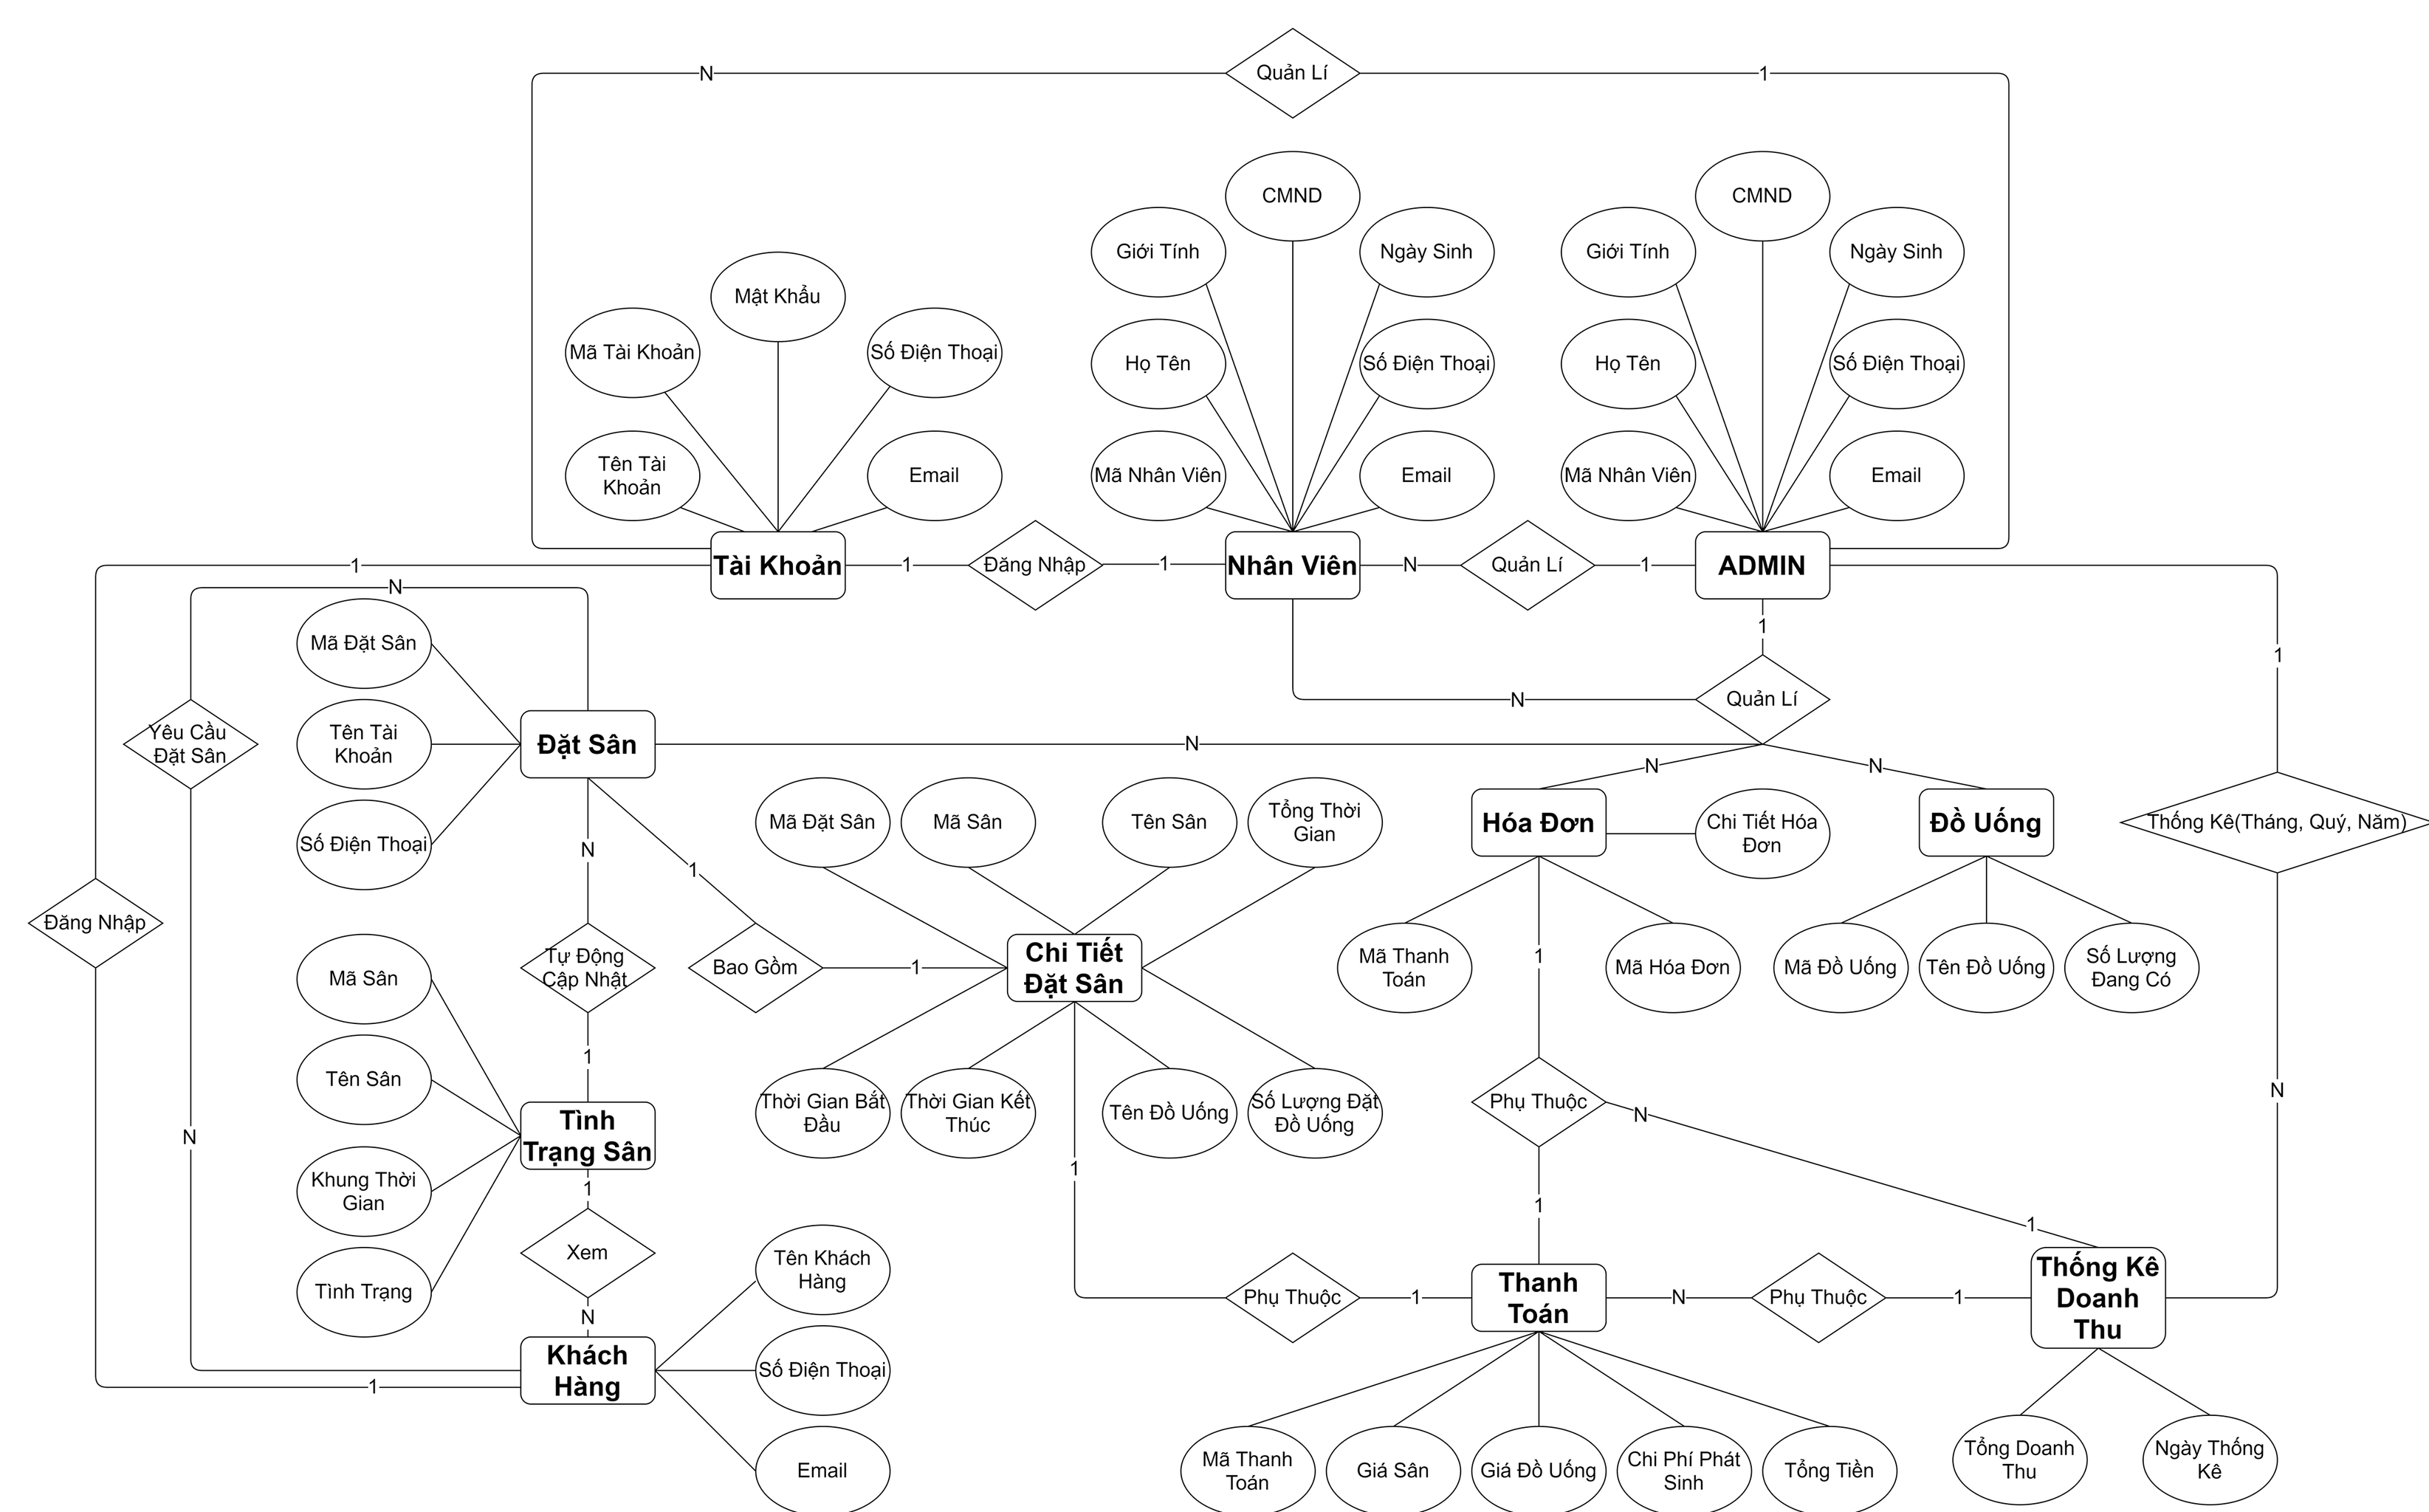 Quản Lí
N
1
CMND
CMND
Giới Tính
Ngày Sinh
Giới Tính
Ngày Sinh
Mật Khẩu
Mã Tài Khoản
Số Điện Thoại
Họ Tên
Số Điện Thoại
Họ Tên
Số Điện Thoại
Tên Tài
Khoản
Email
Mã Nhân Viên
Email
Mã Nhân Viên
Email
1
Tài Khoản
1
Đăng Nhập
1
Nhân Viên
N
Quản Lí
1
ADMIN
N
1
1
Mã Đặt Sân
N
Quản Lí
Yêu Cầu
Đặt Sân
Tên Tài
Khoản
Đặt Sân
N
N
N
Số Điện Thoại
N
1
Mã Đặt Sân
Mã Sân
Tên Sân
Tổng Thời
Gian
Hóa Đơn
Chi Tiết Hóa
Đơn
Đồ Uống
Thống Kê(Tháng, Quý, Năm)
Đăng Nhập
Mã Sân
Tự Động
Cập Nhật
Bao Gồm
1
Chi Tiết
Đặt Sân
Mã Thanh
Toán
1
Mã Hóa Đơn
Mã Đồ Uống
Tên Đồ Uống
Số Lượng
Đang Có
1
Tên Sân
N
Thời Gian Bắt
Đầu
Thời Gian Kết
Thúc
Tên Đồ Uống
Số Lượng Đặt
Đồ Uống
Phụ Thuộc
N
N
Tình
Trạng Sân
1
Khung Thời
Gian
1
1
1
Xem
Tình Trạng
N
Tên Khách
Hàng
Phụ Thuộc
1
Thanh
Toán
N
Phụ Thuộc
1
Thống Kê
Doanh
Thu
Khách
Hàng
1
Số Điện Thoại
Email
Mã Thanh
Toán
Giá Sân
Giá Đồ Uống
Chi Phí Phát
Sinh
Tổng Tiền
Tổng Doanh
Thu
Ngày Thống
Kê